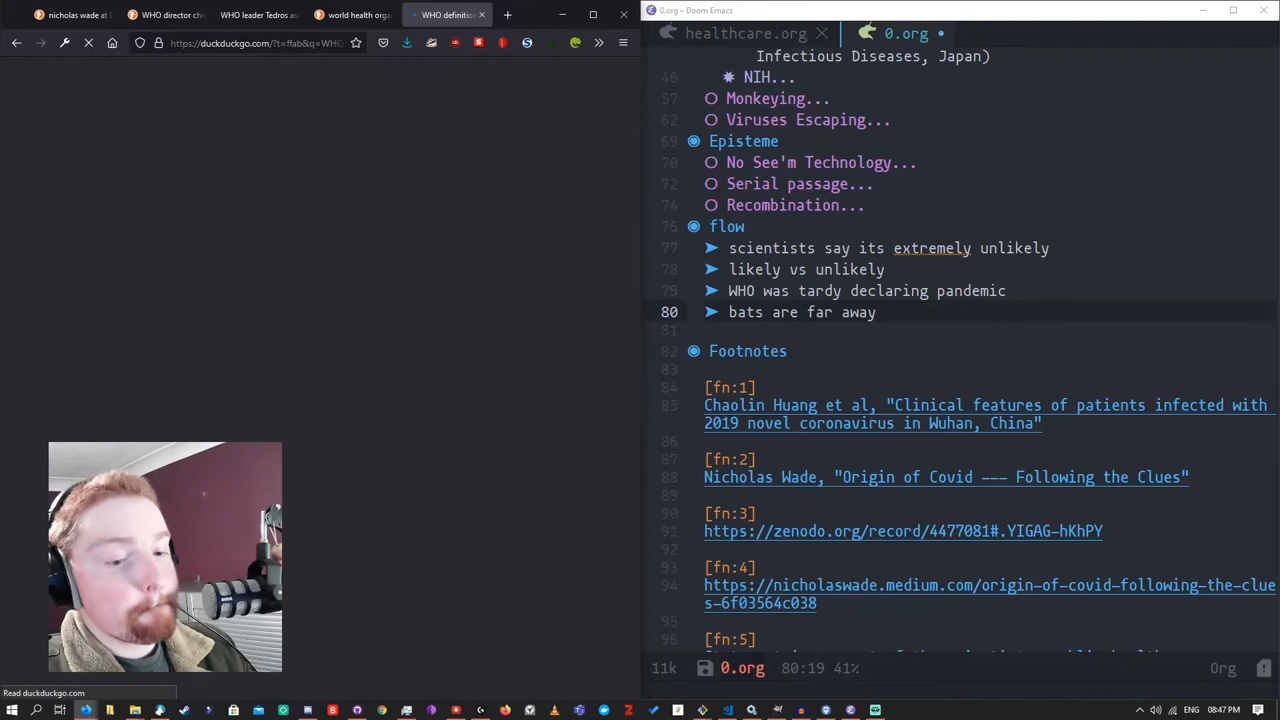 nicholas wade at
WHO director chi
WHO leader Tedros as
world health orga
WHO definition
https://duckduckgo.com/?t=ffab&q=WHO
0.org – Doom Emacs
healthcare.org
0.org
Infectious Diseases, Japan)
46 NIH...
57 Monkeying...
62 Viruses Escaping...
69 Episteme
70 No See'm Technology...
72 Serial passage...
74 Recombination...
76 flow
77 scientists say its extremely unlikely
78 likely vs unlikely
79 WHO was tardy declaring pandemic
80 bats are far away
81
82 Footnotes
83
84 [fn:1]
85 Chaolin Huang et al, "Clinical features of patients infected with
2019 novel coronavirus in Wuhan, China"
86
87 [fn:2]
88 Nicholas Wade, "Origin of Covid --- Following the Clues"
89
90 [fn:3]
91 https://zenodo.org/record/4477081#.YIGAG-hKhPY
92
93 [fn:4]
94 https://nicholaswade.medium.com/origin-of-covid-following-the-clue
s-6f03564c038
95
96 [fn:5]
11k 0.org 80:19 41% Org
Read duckduckgo.com
08:47 PM